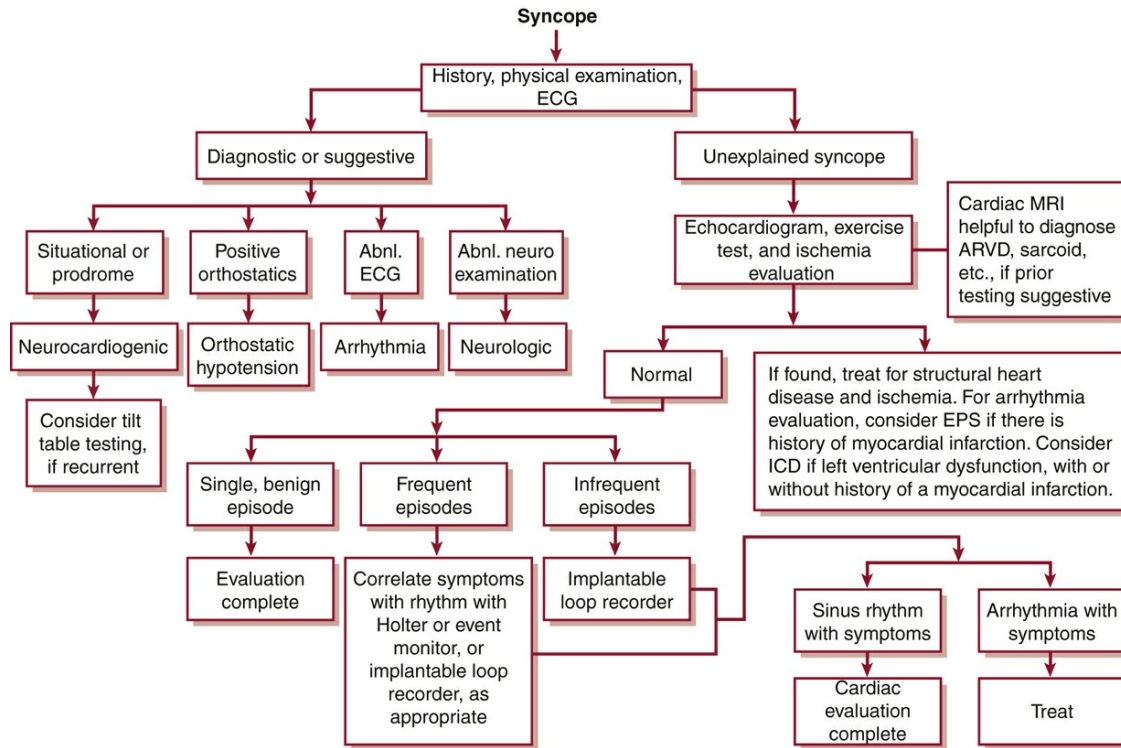 Syncope
History, physical examination,
ECG
Diagnostic or suggestive
Unexplained syncope
Situational or
prodrome
Positive
orthostatics
Abnl.
ECG
Abnl. neuro
examination
Echocardiogram, exercise
test, and ischemia
evaluation
Cardiac MRI
helpful to diagnose
ARVD, sarcoid,
etc., if prior
testing suggestive
Neurocardiogenic
Orthostatic
hypotension
Arrhythmia
Neurologic
Consider tilt
table testing,
if recurrent
Normal
If found, treat for structural heart
disease and ischemia. For arrhythmia
evaluation, consider EPS if there is
history of myocardial infarction. Consider
ICD if left ventricular dysfunction, with or
without history of a myocardial infarction.
Single, benign
episode
Frequent
episodes
Infrequent
episodes
Evaluation
complete
Correlate symptoms
with rhythm with
Holter or event
monitor, or
implantable loop
recorder, as
appropriate
Implantable
loop recorder
Sinus rhythm
with symptoms
Arrhythmia with
symptoms
Cardiac
evaluation
complete
Treat